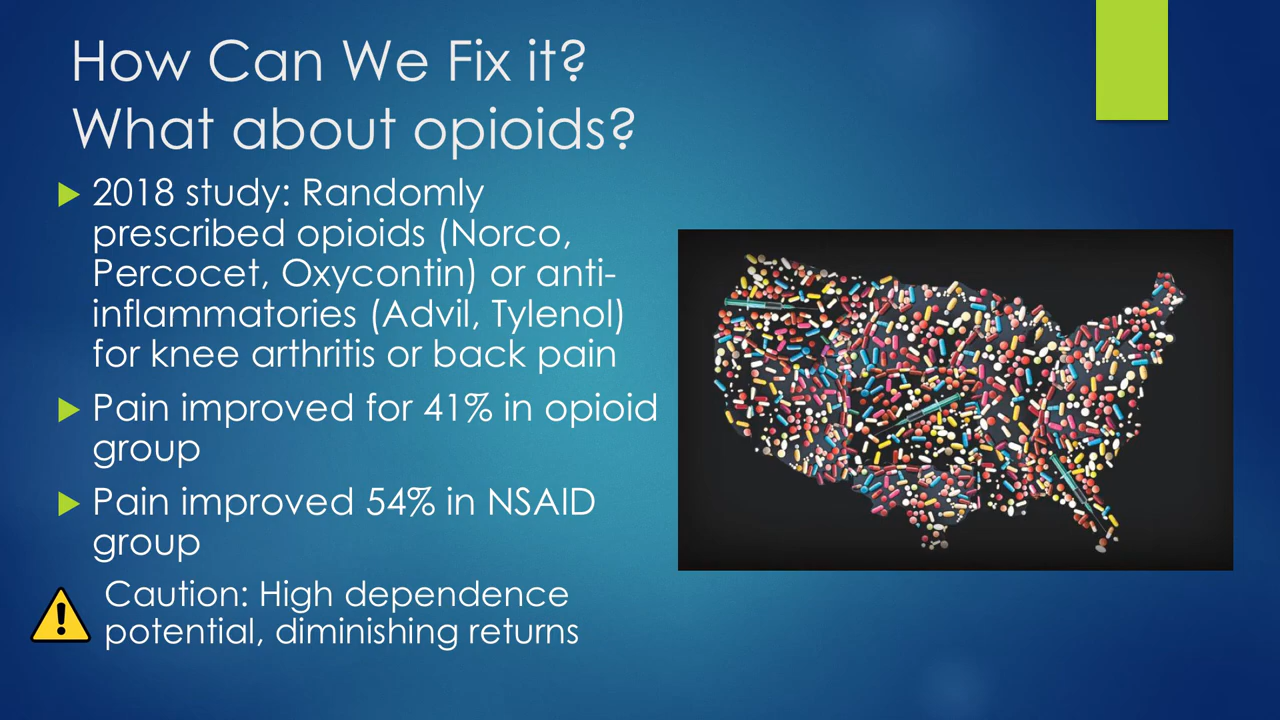 How Can We Fix it?
What about opioids?
2018 study: Randomly
prescribed opioids (Norco,
Percocet, Oxycontin) or anti-
inflammatories (Advil, Tylenol)
for knee arthritis or back pain
Pain improved for 41% in opioid
group
Pain improved 54% in NSAID
group
Caution: High dependence
potential, diminishing returns